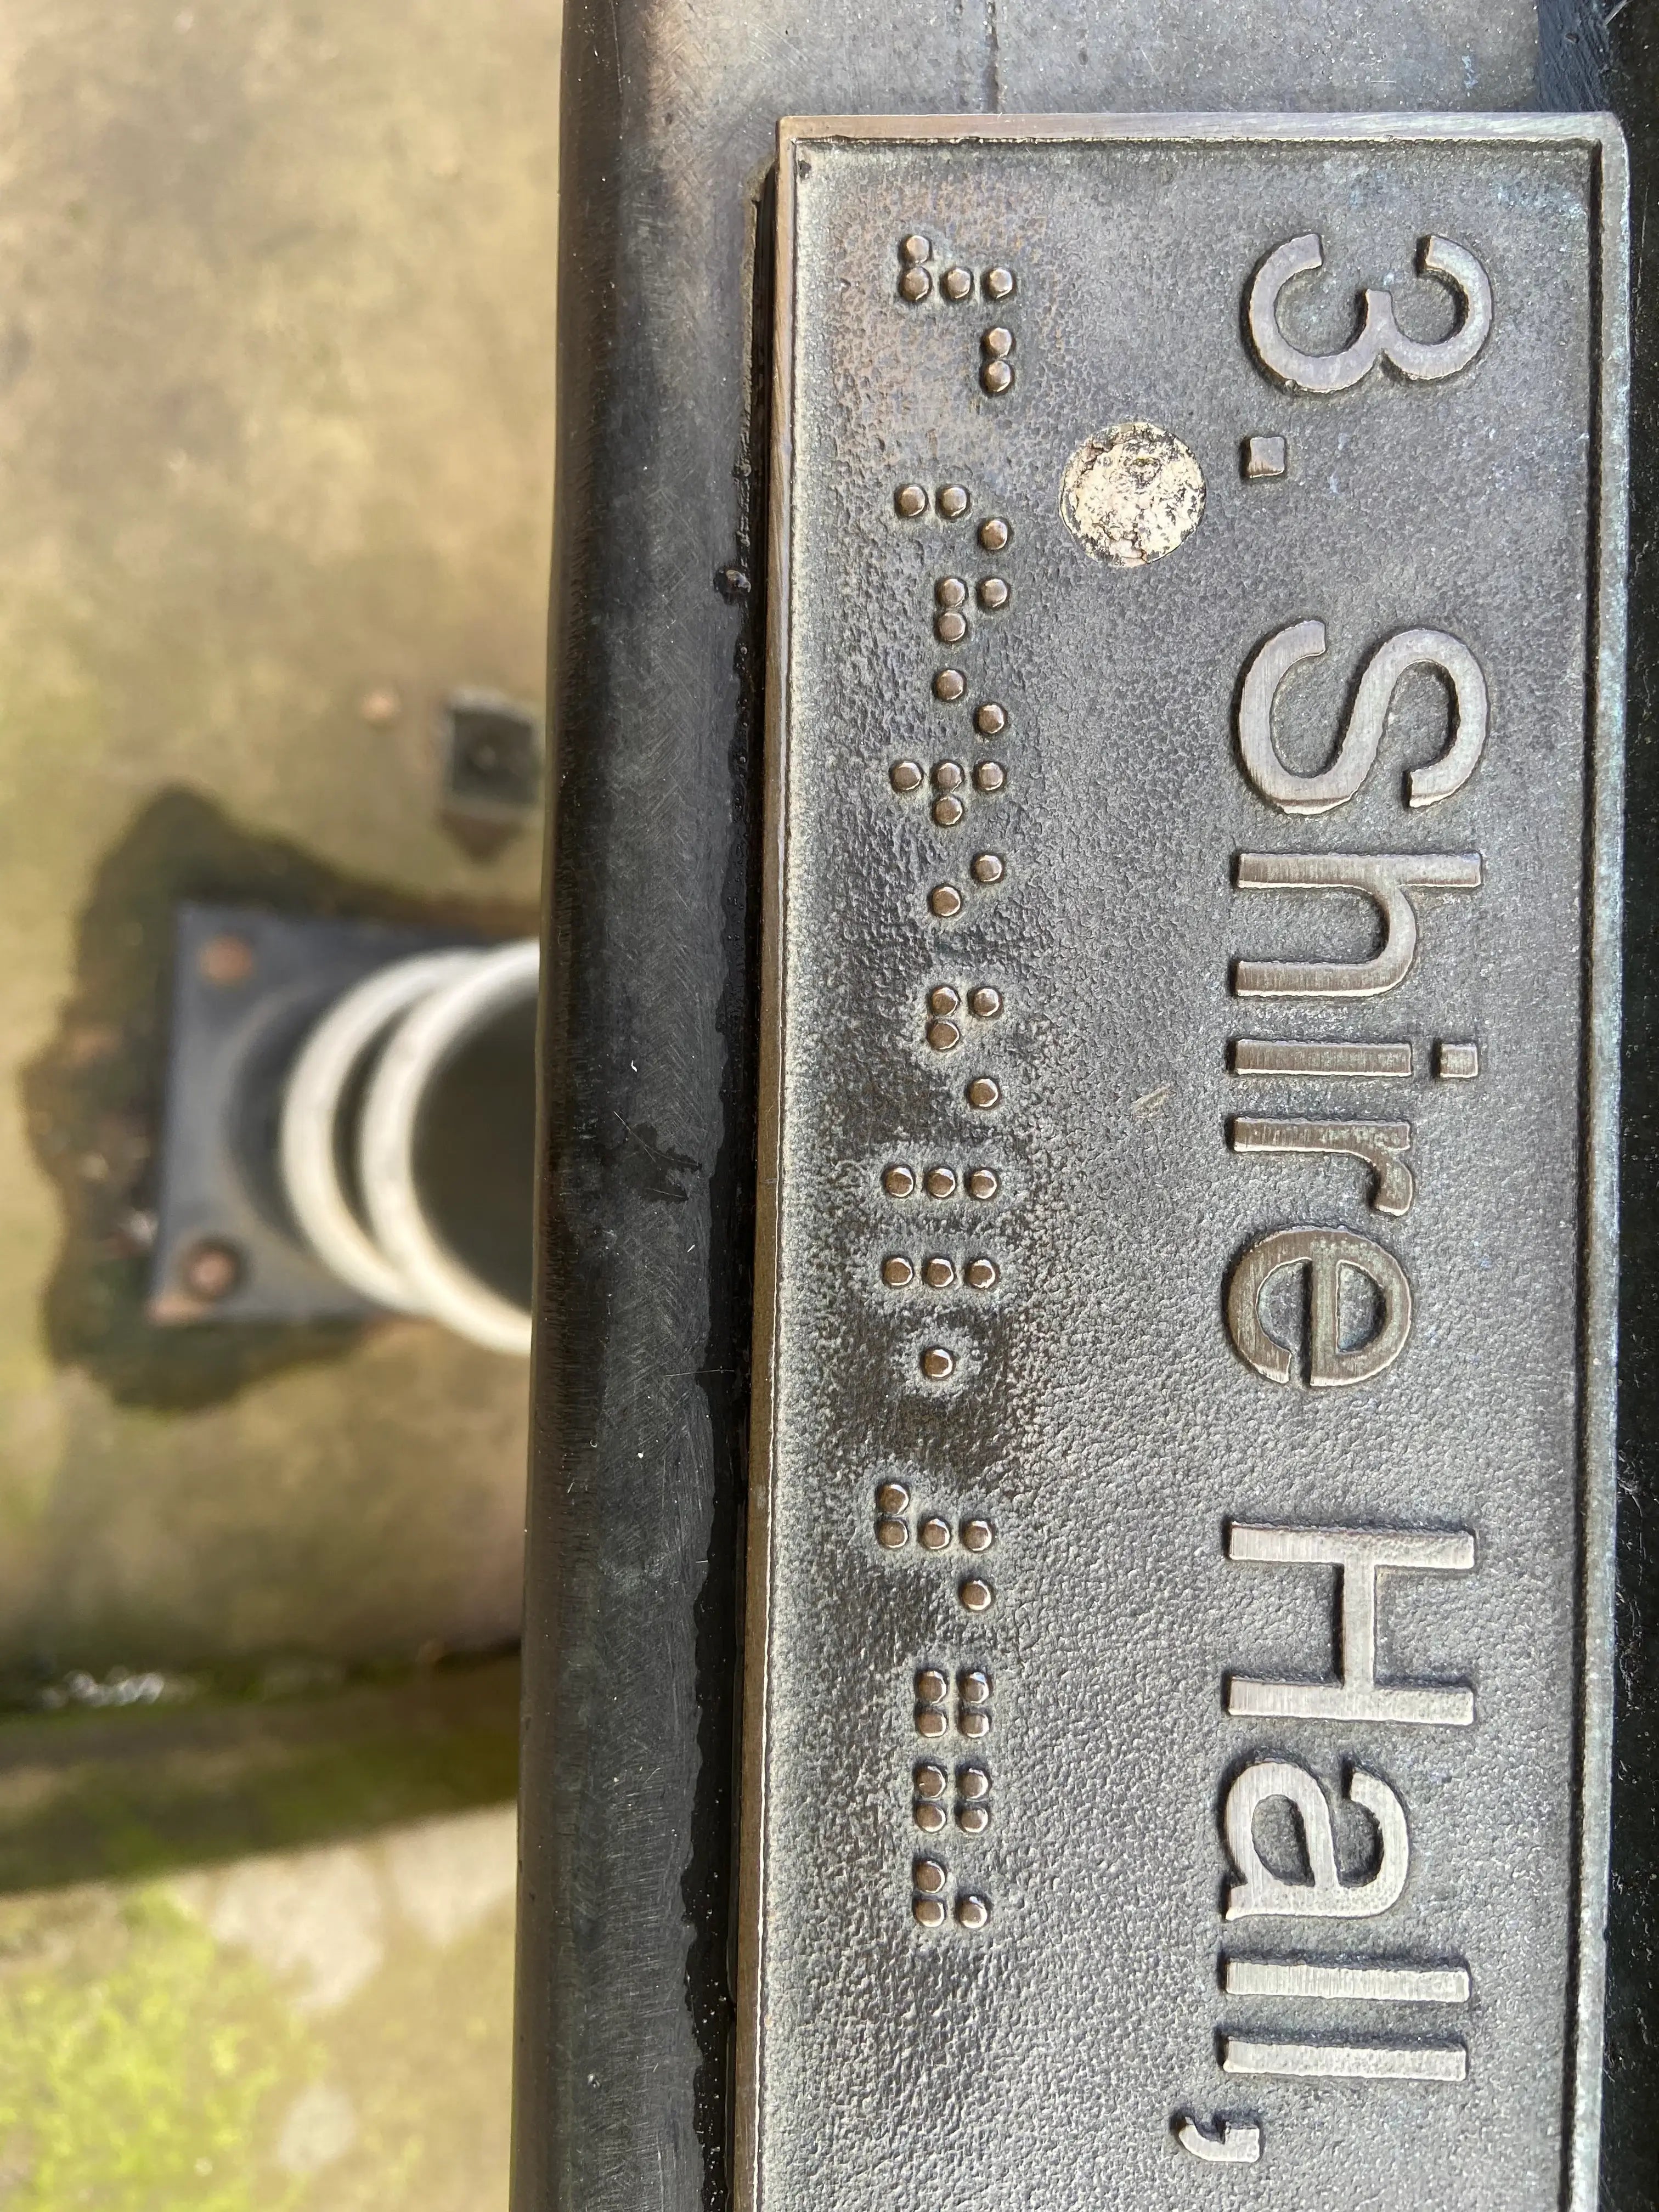 3. Shire Hall,
⠼⠉ ⠎⠓⠊⠗⠑ ⠓⠁⠇⠇⠂ ⠼⠁⠛⠛⠚